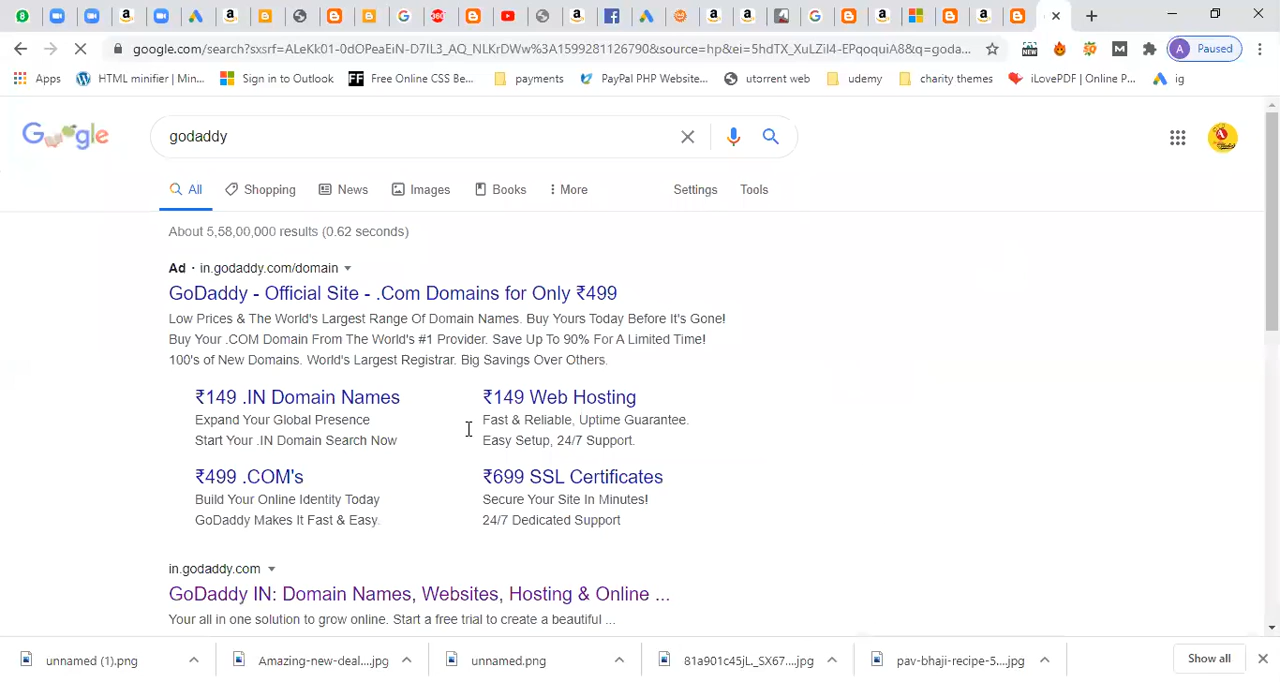 google.com/search?sxsrf=ALeKk01-0dOPeaEiN-D7IL3_AQ_NLKrDWw%3A1599281126790&source=hp&ei=5hdTX_XuLZiI4-EPqoquiA8&q=goda...
NEW
M
A Paused
Apps HTML minifier | Min... Sign in to Outlook FF Free Online CSS Be... payments PayPal PHP Website... utorrent web udemy charity themes iLovePDF | Online P... ig
Google godaddy
All Shopping News Images Books More Settings Tools
About 5,58,00,000 results (0.62 seconds)
Ad · in.godaddy.com/domain
GoDaddy - Official Site - .Com Domains for Only ₹499
Low Prices & The World's Largest Range Of Domain Names. Buy Yours Today Before It's Gone!
Buy Your .COM Domain From The World's #1 Provider. Save Up To 90% For A Limited Time!
100's of New Domains. World's Largest Registrar. Big Savings Over Others.
₹149 .IN Domain Names
Expand Your Global Presence
Start Your .IN Domain Search Now
₹149 Web Hosting
Fast & Reliable, Uptime Guarantee.
Easy Setup, 24/7 Support.
₹499 .COM's
Build Your Online Identity Today
GoDaddy Makes It Fast & Easy.
₹699 SSL Certificates
Secure Your Site In Minutes!
24/7 Dedicated Support
in.godaddy.com
GoDaddy IN: Domain Names, Websites, Hosting & Online ...
Your all in one solution to grow online. Start a free trial to create a beautiful ...
unnamed (1).png Amazing-new-deal....jpg unnamed.png 81a901c45jL._SX67....jpg pav-bhaji-recipe-5....jpg Show all